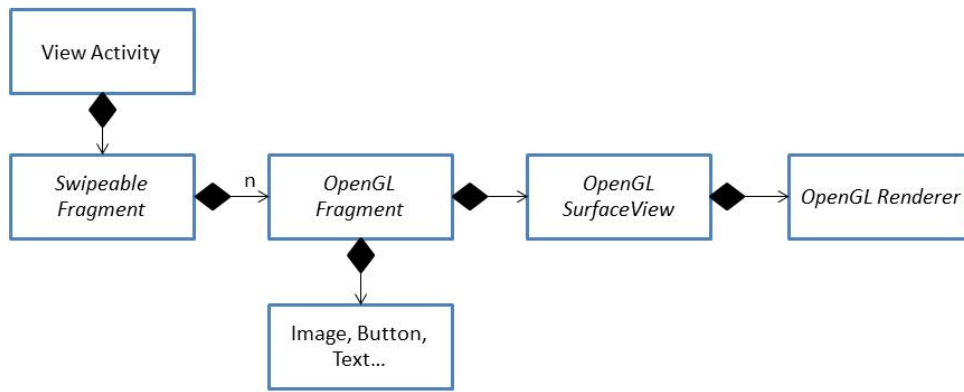 View Activity
Swipeable
Fragment
n
OpenGL
Fragment
OpenGL
SurfaceView
OpenGL Renderer
Image, Button,
Text...